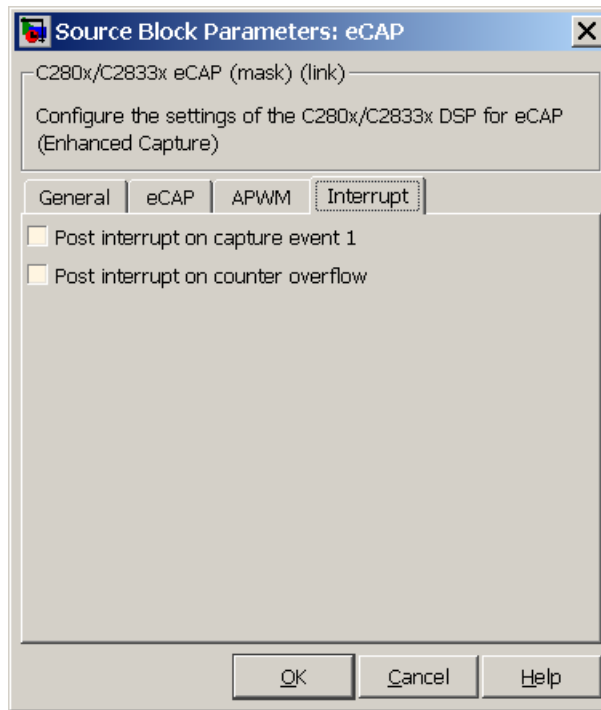 Source Block Parameters: eCAP
C280x/C2833x eCAP (mask) (link)
Configure the settings of the C280x/C2833x DSP for eCAP
(Enhanced Capture)
General eCAP APWM Interrupt
Post interrupt on capture event 1
Post interrupt on counter overflow
OK Cancel Help